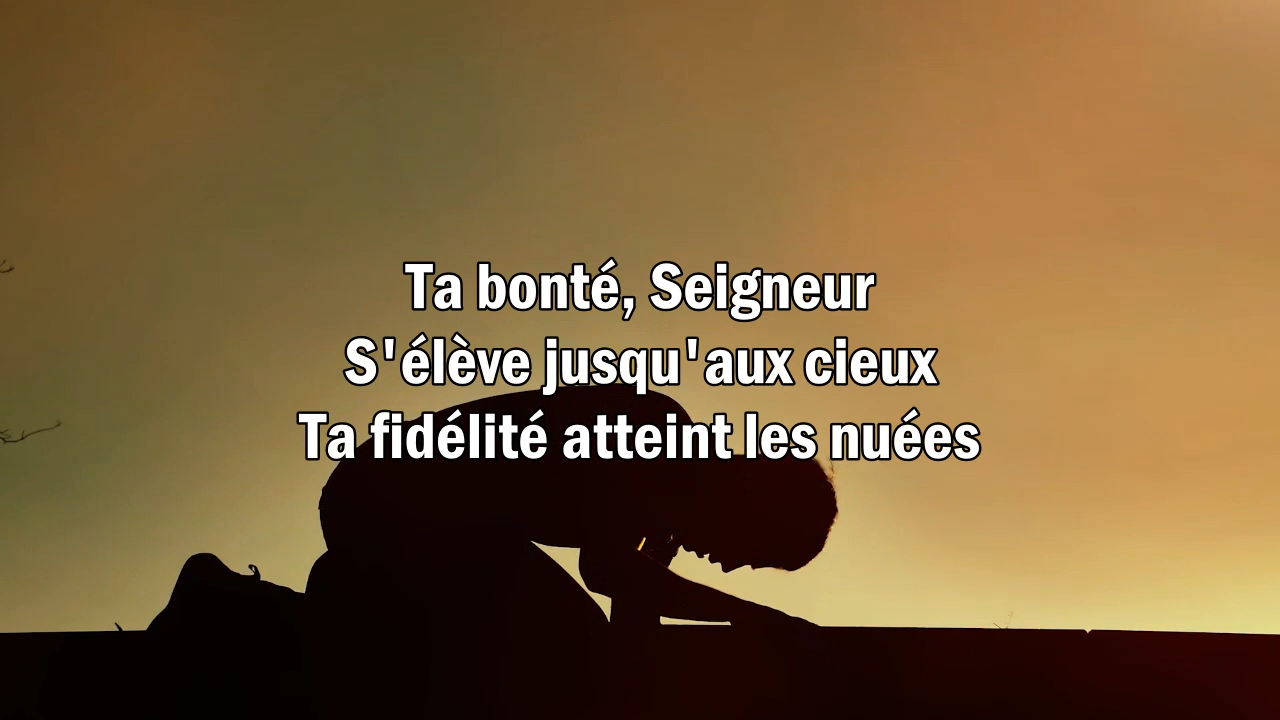 Ta bonté, Seigneur
S'élève jusqu'aux cieux
Ta fidélité atteint les nuées